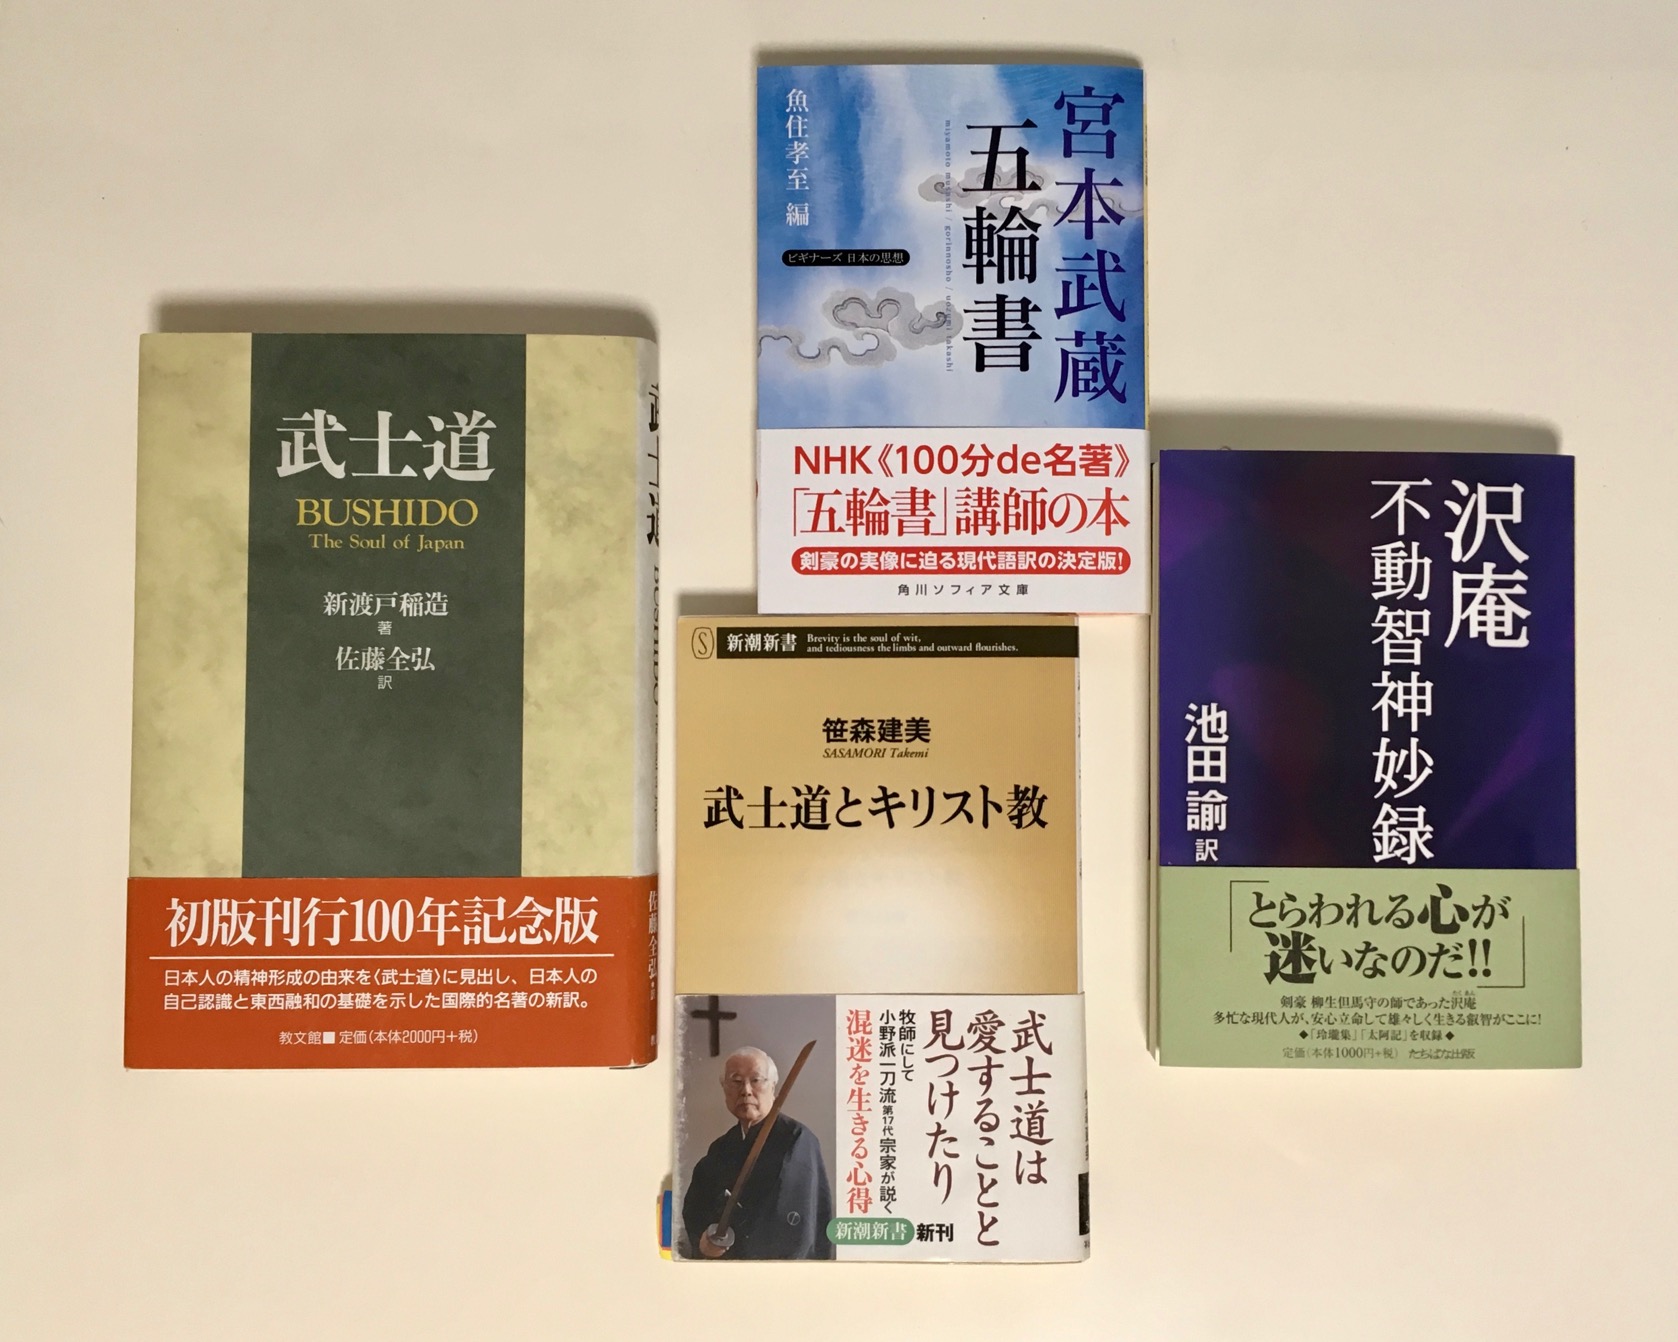 武士道
BUSHIDO
The Soul of Japan
新渡戸稲造
著
佐藤全弘
訳
初版刊行100年記念版
日本人の精神形成の由来を〈武士道〉に見出し、日本人の
自己認識と東西融和の基礎を示した国際的名著の新訳。
教文館■定価(本体2000円+税)
宮本武蔵
五輪書
miyamoto musashi / gorinnosho / uozumi takashi
魚住孝至 編
ビギナーズ 日本の思想
NHK《100分de名著》
「五輪書」講師の本
剣豪の実像に迫る現代語訳の決定版!
角川ソフィア文庫
S
新潮新書
Brevity is the soul of wit,
and tediousness the limbs and outward flourishes.
笹森建美
SASAMORI Takemi
武士道とキリスト教
武士道は
愛することと
見つけたり
牧師にして
小野派一刀流第17代宗家が説く
混迷を生きる心得
新潮新書 新刊
沢庵
不動智神妙録
池田諭 訳
「とらわれる心が
迷いなのだ!!」
剣豪 柳生但馬守の師であった沢庵
たくあん
多忙な現代人が、安心立命して雄々しく生きる叡智がここに!
◆「玲瓏集」「太阿記」を収録◆
定価(本体1000円+税) たちばな出版